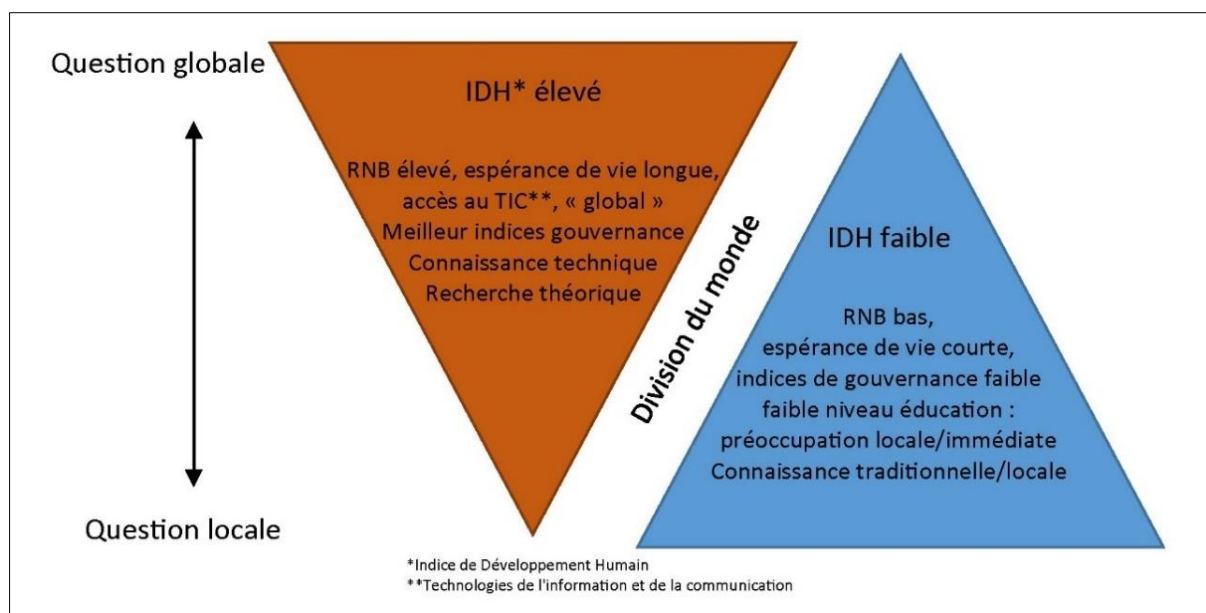 Question globale
Question locale
IDH* élevé
RNB élevé, espérance de vie longue,
accès au TIC**, « global »
Meilleur indices gouvernance
Connaissance technique
Recherche théorique
Division du monde
IDH faible
RNB bas,
espérance de vie courte,
indices de gouvernance faible
faible niveau éducation :
préoccupation locale/immédiate
Connaissance traditionnelle/locale
*Indice de Développement Humain
**Technologies de l'information et de la communication